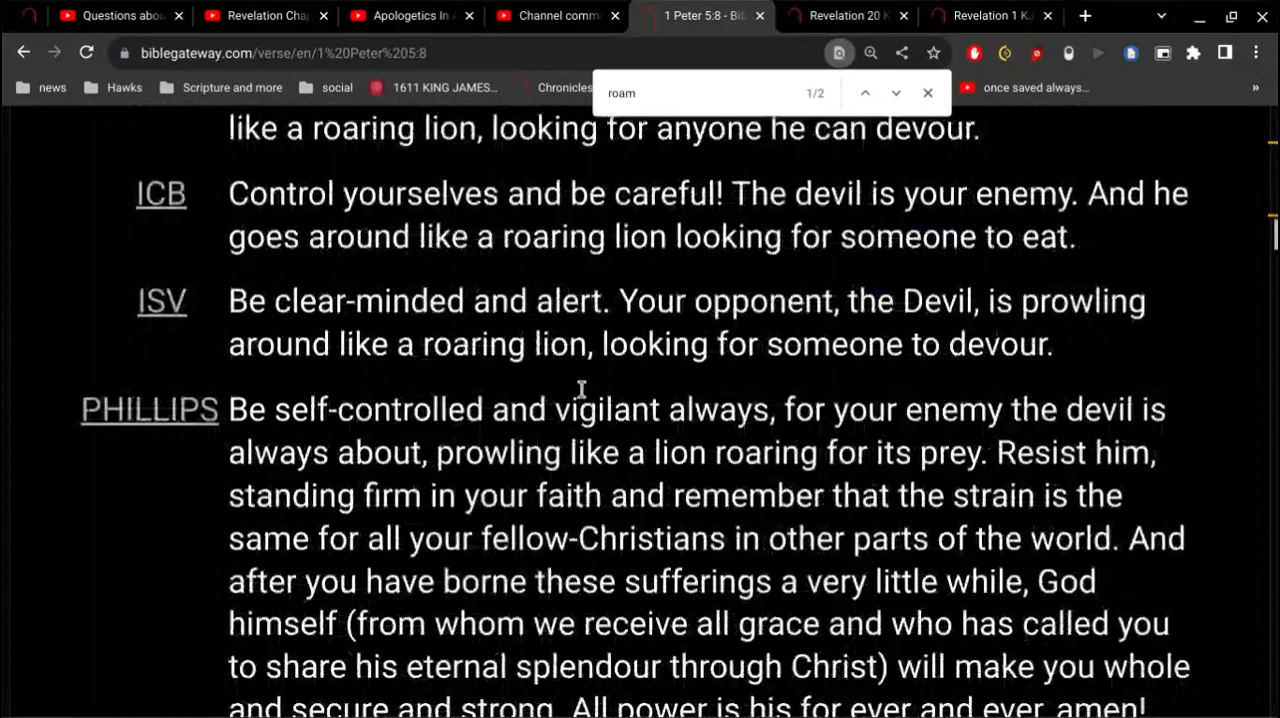 Questions abou
Revelation Cha
Apologetics In A
Channel comm
1 Peter 5:8 - Bib
Revelation 20 K
Revelation 1 KJ
biblegateway.com/verse/en/1%20Peter%205:8
news
Hawks
Scripture and more
social
1611 KING JAMES...
Chronicles
once saved always...
»
roam
1/2
like a roaring lion, looking for anyone he can devour.
ICB
Control yourselves and be careful! The devil is your enemy. And he
goes around like a roaring lion looking for someone to eat.
ISV
Be clear-minded and alert. Your opponent, the Devil, is prowling
around like a roaring lion, looking for someone to devour.
PHILLIPS
Be self-controlled and vigilant always, for your enemy the devil is
always about, prowling like a lion roaring for its prey. Resist him,
standing firm in your faith and remember that the strain is the
same for all your fellow-Christians in other parts of the world. And
after you have borne these sufferings a very little while, God
himself (from whom we receive all grace and who has called you
to share his eternal splendour through Christ) will make you whole
and secure and strong. All power is his for ever and ever, amen!